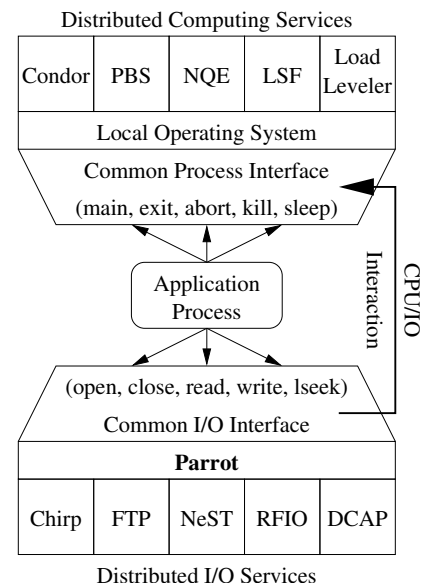 Distributed Computing Services
Condor PBS NQE LSF Load Leveler
Local Operating System
Common Process Interface
(main, exit, abort, kill, sleep)
Application
Process
CPU/IO
Interaction
(open, close, read, write, lseek)
Common I/O Interface
Parrot
Chirp FTP NeST RFIO DCAP
Distributed I/O Services